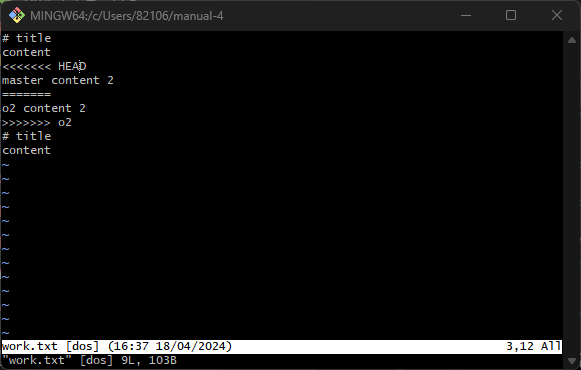 MINGW64:/c/Users/82106/manual-4
# title
content
<<<<<<< HEAD
master content 2
=======
o2 content 2
>>>>>>> o2
# title
content
~
~
~
~
~
~
~
~
~
~
~
~
~
work.txt [dos] (16:37 18/04/2024) 3,12 All
"work.txt" [dos] 9L, 103B